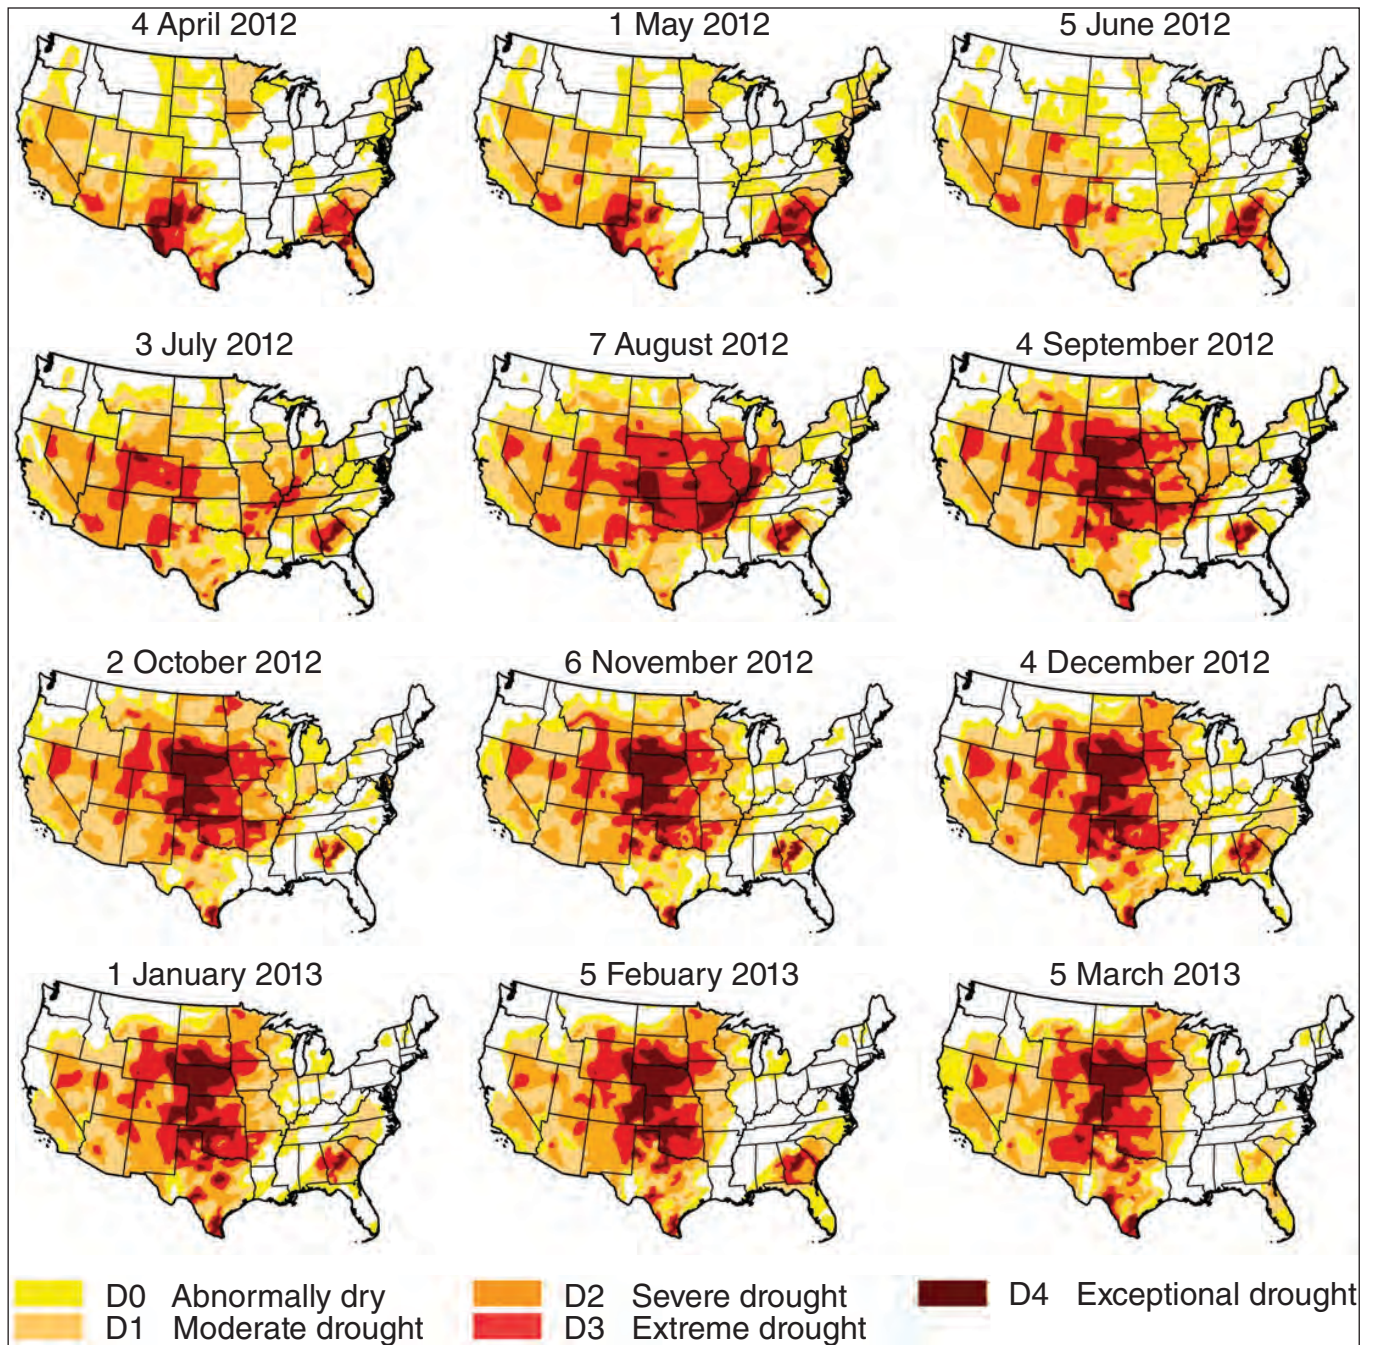 4 April 2012
1 May 2012
5 June 2012
3 July 2012
7 August 2012
4 September 2012
2 October 2012
6 November 2012
4 December 2012
1 January 2013
5 Febuary 2013
5 March 2013
D0 Abnormally dry
D2 Severe drought
D4 Exceptional drought
D1 Moderate drought
D3 Extreme drought